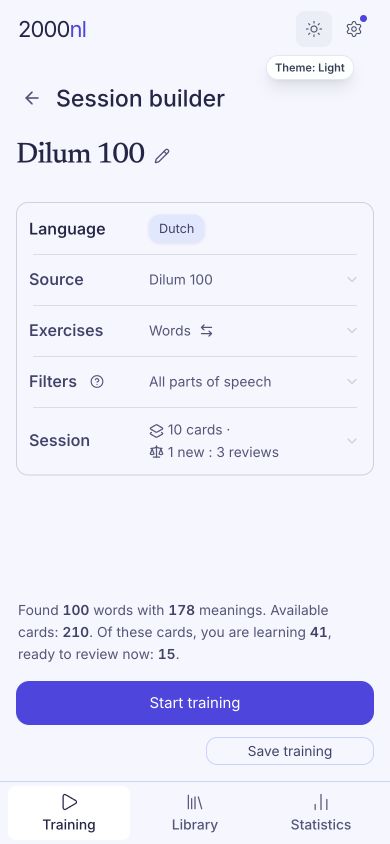 2000nl
Theme: Light
Session builder
Dilum 100
Language Dutch
Source Dilum 100
Exercises Words
Filters ? All parts of speech
Session 10 cards ·
1 new : 3 reviews
Found 100 words with 178 meanings. Available
cards: 210. Of these cards, you are learning 41,
ready to review now: 15.
Start training
Save training
Training Library Statistics